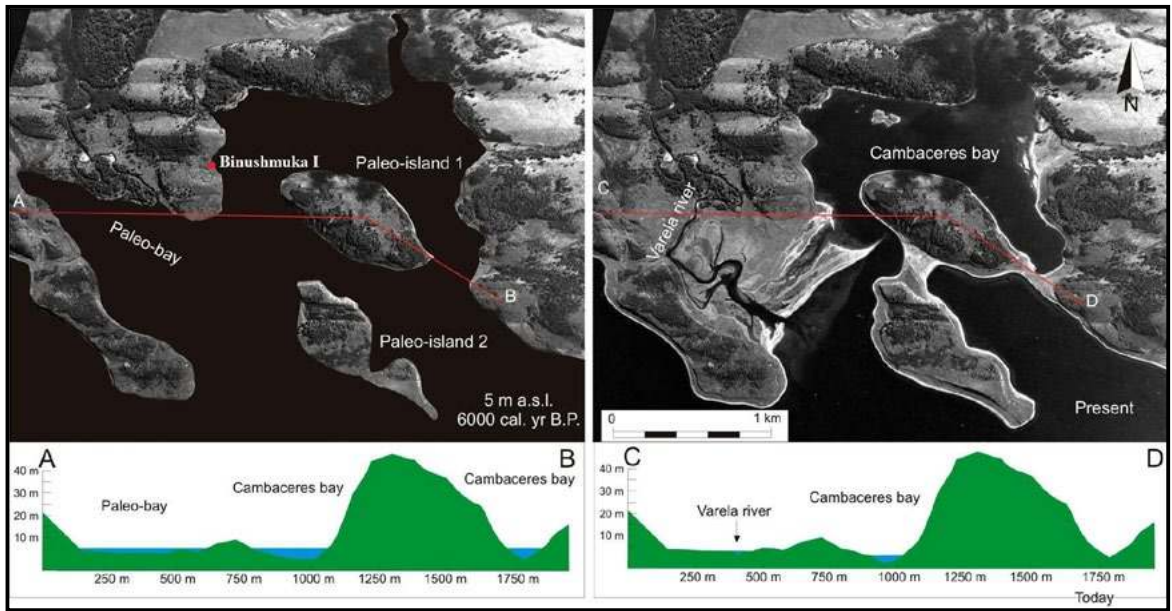 Binushmuka I
Paleo-island 1
A
Paleo-bay
B
Paleo-island 2
5 m a.s.l.
6000 cal. yr B.P.
N
Cambaceres bay
C
Varela river
D
0 1 km
Present
A B
40 m
30 m
20 m
10 m
Paleo-bay
Cambaceres bay
Cambaceres bay
250 m 500 m 750 m 1000 m 1250 m 1500 m 1750 m
C D
40 m
30 m
20 m
10 m
Varela river
Cambaceres bay
250 m 500 m 750 m 1000 m 1250 m 1500 m 1750 m
Today